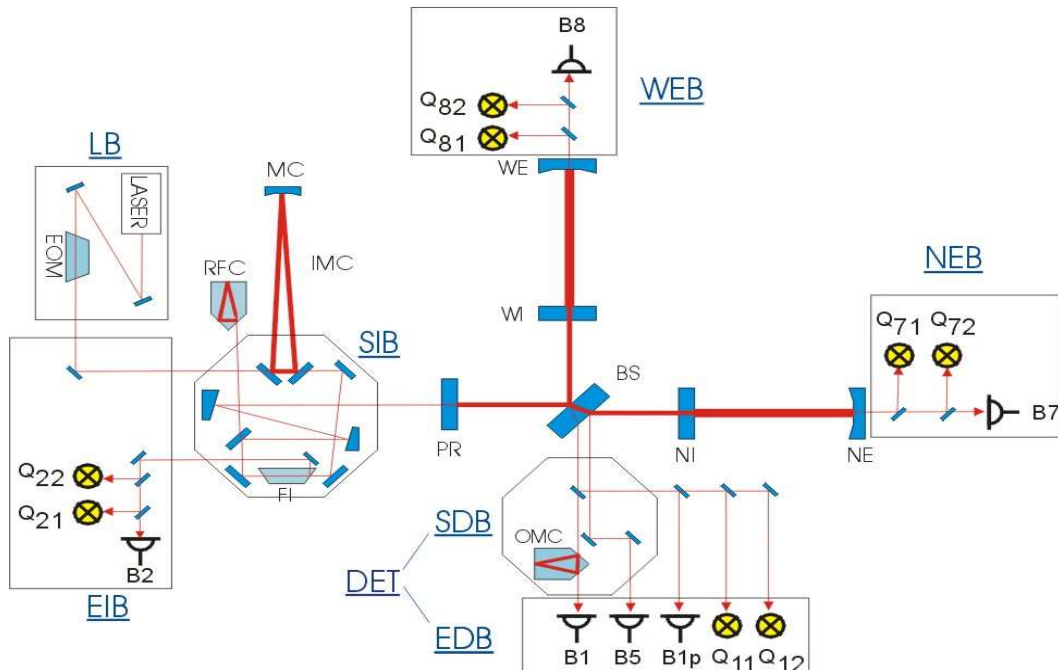 B8
Q82
Q81
WEB
WE
LB
LASER
EOM
MC
RFC
IMC
SIB
WI
NEB
Q71
Q72
B7
BS
PR
NI
NE
Q22
Q21
FI
B2
EIB
SDB
OMC
DET
EDB
B1
B5
B1p
Q11
Q12